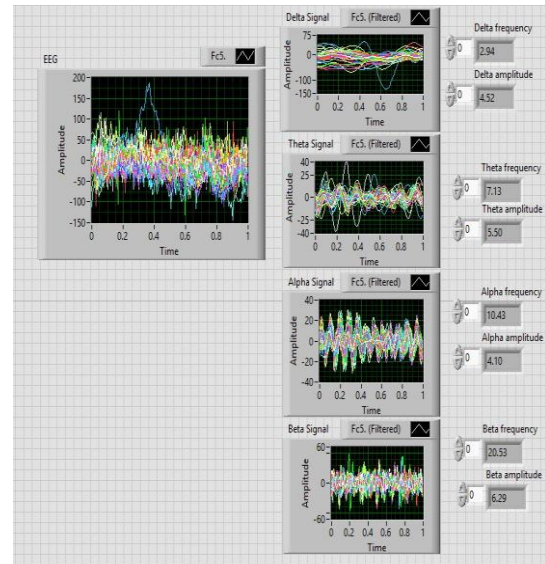 EEG
Fc5.
Amplitude
200-
150-
100-
50-
0-
-50-
-100-
-150-
0 0.2 0.4 0.6 0.8 1
Time
Delta Signal Fc5. (Filtered)
Amplitude
75-
0-
-100-
-150-
0 0.2 0.4 0.6 0.8 1
Time
Delta frequency
0 2.94
Delta amplitude
0 4.52
Theta Signal Fc5. (Filtered)
Amplitude
40-
25-
0-
-25-
-40-
0 0.2 0.4 0.6 0.8 1
Time
Theta frequency
0 7.13
Theta amplitude
0 5.50
Alpha Signal Fc5. (Filtered)
Amplitude
40-
20-
0-
-20-
-40-
0 0.2 0.4 0.6 0.8 1
Time
Alpha frequency
0 10.43
Alpha amplitude
0 4.10
Beta Signal Fc5. (Filtered)
Amplitude
60-
0-
-60-
0 0.2 0.4 0.6 0.8 1
Time
Beta frequency
0 20.53
Beta amplitude
0 6.29